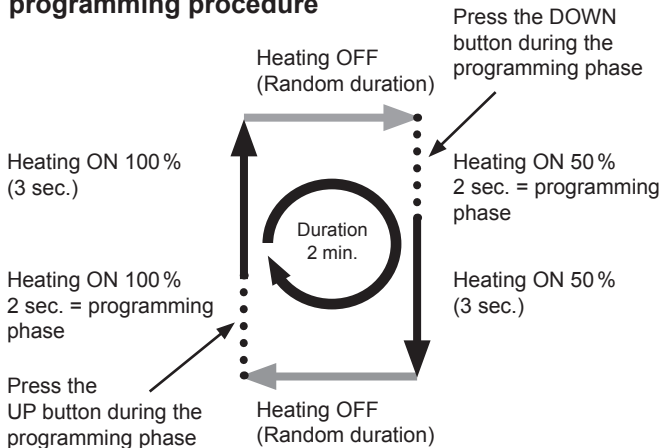 programming procedure
Press the DOWN
button during the
programming phase
Heating OFF
(Random duration)
Heating ON 100 %
(3 sec.)
Heating ON 50 %
2 sec. = programming
phase
Duration
2 min.
Heating ON 100 %
2 sec. = programming
phase
Heating ON 50 %
(3 sec.)
Press the
UP button during the
programming phase
Heating OFF
(Random duration)